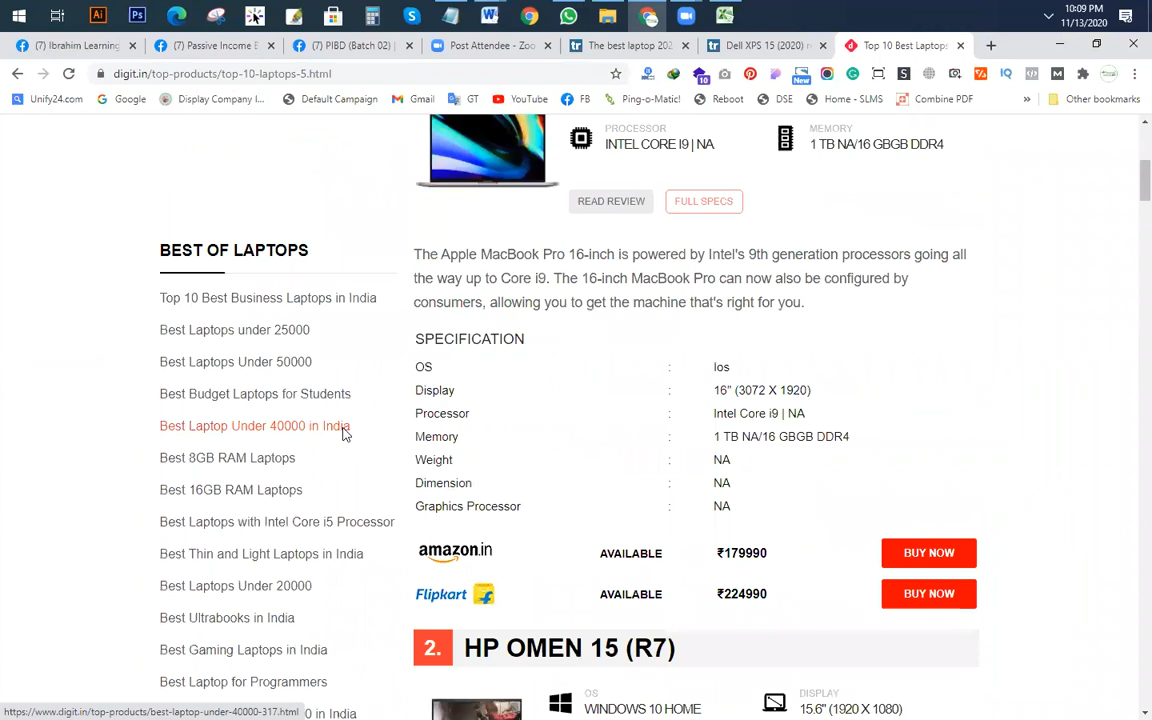 10:09 PM
11/13/2020
(7) Ibrahim Learning
(7) Passive Income E
(7) PIBD (Batch 02)
Post Attendee - Zoo
The best laptop 202
Dell XPS 15 (2020) r
Top 10 Best Laptops
digit.in/top-products/top-10-laptops-5.html
10
New
Unify24.com
Google
Display Company I...
Default Campaign
Gmail
GT
YouTube
FB
Ping-o-Matic!
Reboot
DSE
Home - SLMS
Combine PDF
Other bookmarks
PROCESSOR
INTEL CORE I9 | NA
MEMORY
1 TB NA/16 GBGB DDR4
READ REVIEW
FULL SPECS
BEST OF LAPTOPS
Top 10 Best Business Laptops in India
Best Laptops under 25000
Best Laptops Under 50000
Best Budget Laptops for Students
Best Laptop Under 40000 in India
Best 8GB RAM Laptops
Best 16GB RAM Laptops
Best Laptops with Intel Core i5 Processor
Best Thin and Light Laptops in India
Best Laptops Under 20000
Best Ultrabooks in India
Best Gaming Laptops in India
Best Laptop for Programmers
0 in India
https://www.digit.in/top-products/best-laptop-under-40000-317.html
The Apple MacBook Pro 16-inch is powered by Intel's 9th generation processors going all
the way up to Core i9. The 16-inch MacBook Pro can now also be configured by
consumers, allowing you to get the machine that's right for you.
SPECIFICATION
OS : Ios
Display : 16" (3072 X 1920)
Processor : Intel Core i9 | NA
Memory : 1 TB NA/16 GBGB DDR4
Weight : NA
Dimension : NA
Graphics Processor : NA
amazon.in AVAILABLE ₹179990 BUY NOW
Flipkart AVAILABLE ₹224990 BUY NOW
2. HP OMEN 15 (R7)
OS
WINDOWS 10 HOME
DISPLAY
15.6" (1920 X 1080)